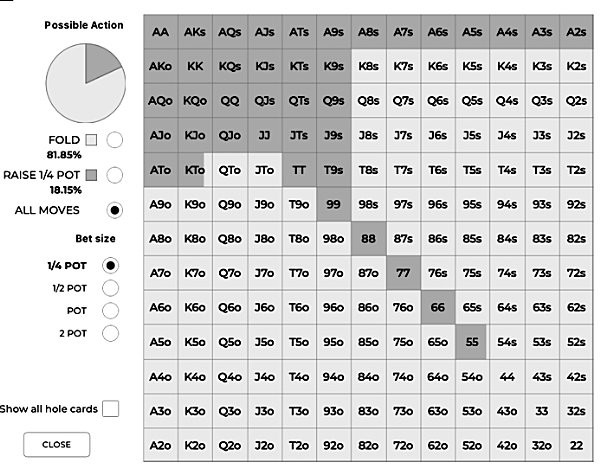 Possible Action
FOLD
81.85%
RAISE 1/4 POT
18.15%
ALL MOVES
Bet size
1/4 POT
1/2 POT
POT
2 POT
Show all hole cards
CLOSE
AA AKs AQs AJs ATs A9s A8s A7s A6s A5s A4s A3s A2s
AKo KK KQs KJs KTs K9s K8s K7s K6s K5s K4s K3s K2s
AQo KQo QQ QJs QTs Q9s Q8s Q7s Q6s Q5s Q4s Q3s Q2s
AJo KJo QJo JJ JTs J9s J8s J7s J6s J5s J4s J3s J2s
ATo KTo QTo JTo TT T9s T8s T7s T6s T5s T4s T3s T2s
A9o K9o Q9o J9o T9o 99 98s 97s 96s 95s 94s 93s 92s
A8o K8o Q8o J8o T8o 98o 88 87s 86s 85s 84s 83s 82s
A7o K7o Q7o J7o T7o 97o 87o 77 76s 75s 74s 73s 72s
A6o K6o Q6o J6o T6o 96o 86o 76o 66 65s 64s 63s 62s
A5o K5o Q5o J5o T5o 95o 85o 75o 65o 55 54s 53s 52s
A4o K4o Q4o J4o T4o 94o 84o 74o 64o 54o 44 43s 42s
A3o K3o Q3o J3o T3o 93o 83o 73o 63o 53o 43o 33 32s
A2o K2o Q2o J2o T2o 92o 82o 72o 62o 52o 42o 32o 22